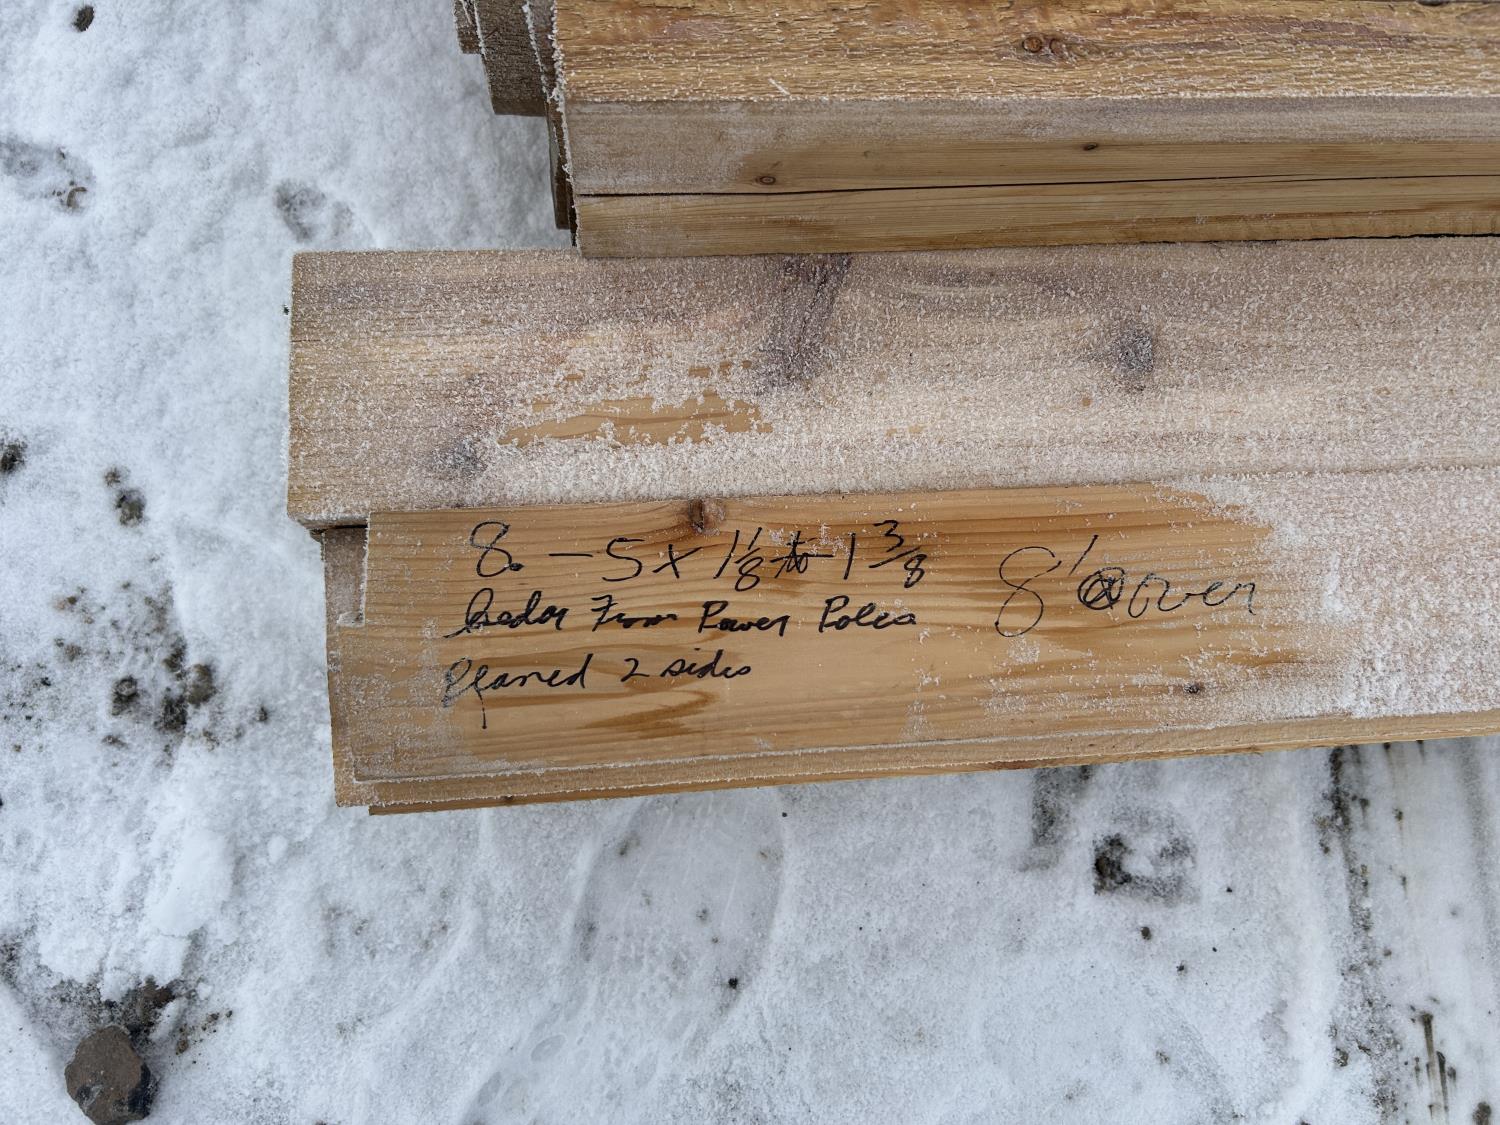 8. - 5 x 1 1/8 to 1 3/8
Cedar From Power Poles
Planed 2 sides
8' @ over